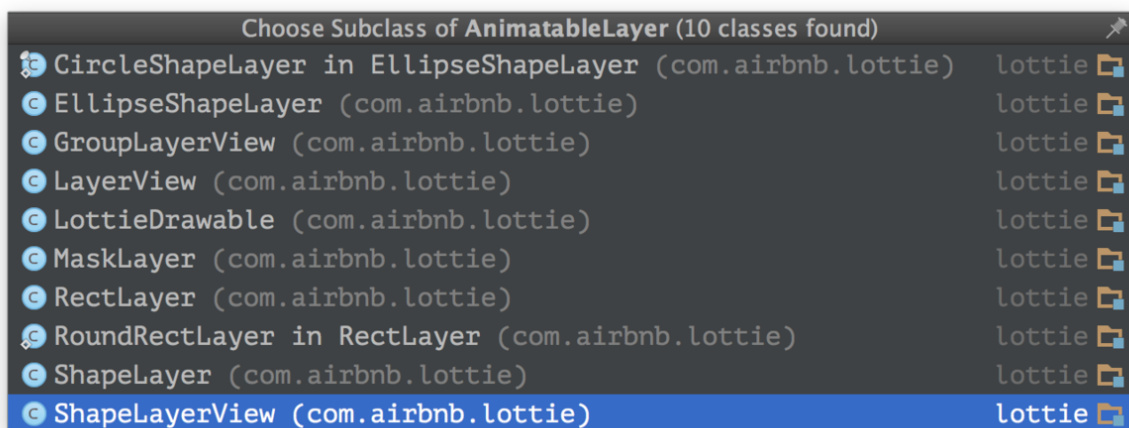 Choose Subclass of AnimatableLayer (10 classes found)
CircleShapeLayer in EllipseShapeLayer (com.airbnb.lottie) lottie
EllipseShapeLayer (com.airbnb.lottie) lottie
GroupLayerView (com.airbnb.lottie) lottie
LayerView (com.airbnb.lottie) lottie
LottieDrawable (com.airbnb.lottie) lottie
MaskLayer (com.airbnb.lottie) lottie
RectLayer (com.airbnb.lottie) lottie
RoundRectLayer in RectLayer (com.airbnb.lottie) lottie
ShapeLayer (com.airbnb.lottie) lottie
ShapeLayerView (com.airbnb.lottie) lottie